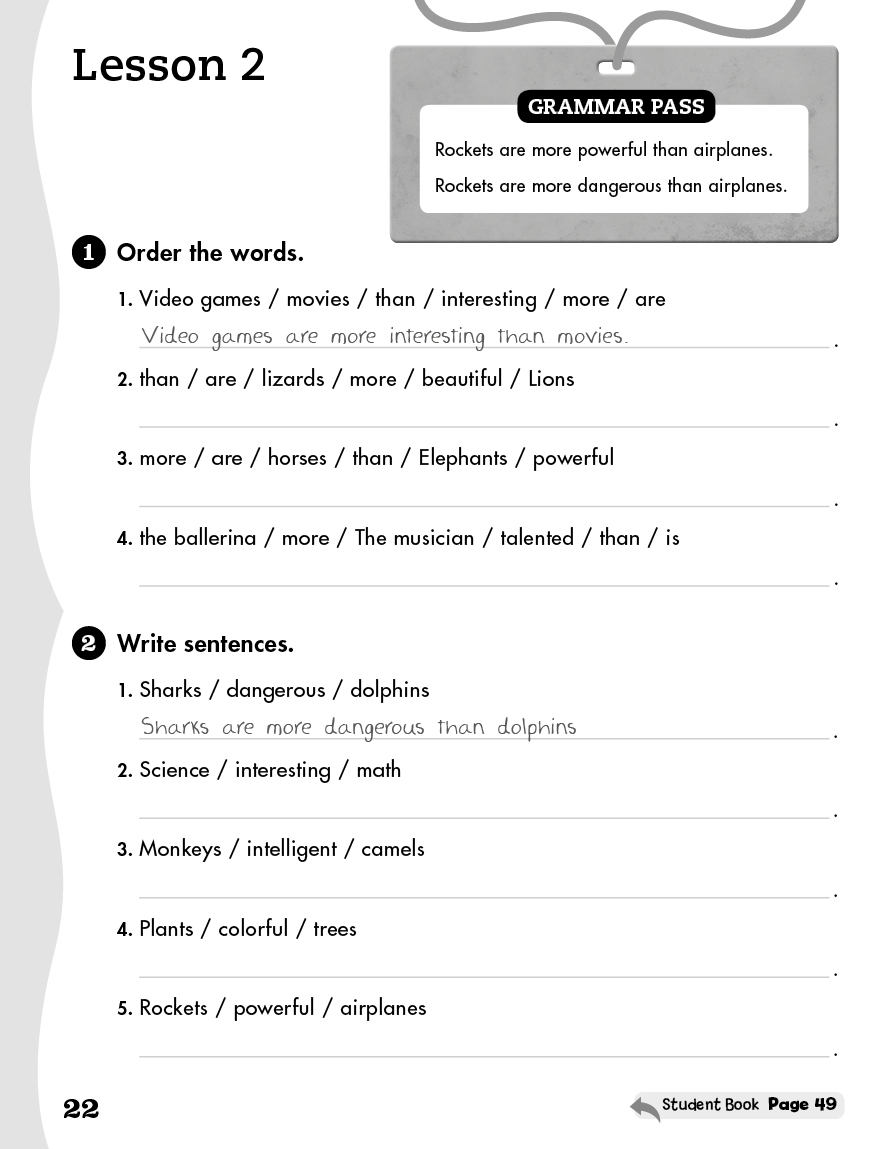 Lesson 2
GRAMMAR PASS
Rockets are more powerful than airplanes.
Rockets are more dangerous than airplanes.
1 Order the words.
1. Video games / movies / than / interesting / more / are
Video games are more interesting than movies. .
2. than / are / lizards / more / beautiful / Lions
.
3. more / are / horses / than / Elephants / powerful
.
4. the ballerina / more / The musician / talented / than / is
.
2 Write sentences.
1. Sharks / dangerous / dolphins
Sharks are more dangerous than dolphins .
2. Science / interesting / math
.
3. Monkeys / intelligent / camels
.
4. Plants / colorful / trees
.
5. Rockets / powerful / airplanes
.
22
Student Book Page 49